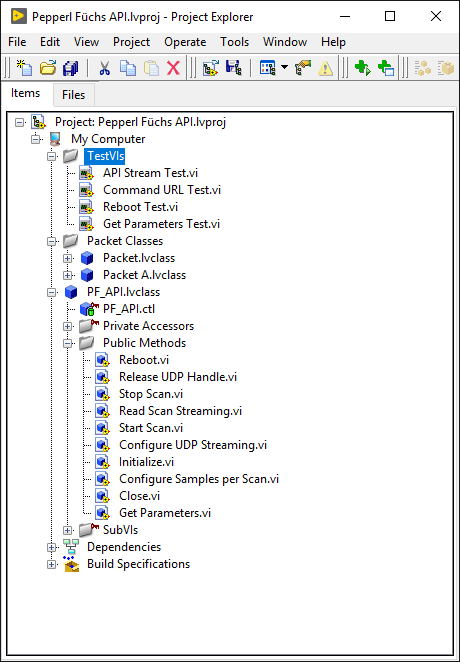 Pepperl Füchs API.lvproj - Project Explorer
File Edit View Project Operate Tools Window Help
Items Files
Project: Pepperl Füchs API.lvproj
My Computer
TestVIs
API Stream Test.vi
Command URL Test.vi
Reboot Test.vi
Get Parameters Test.vi
Packet Classes
Packet.lvclass
Packet A.lvclass
PF_API.lvclass
PF_API.ctl
Private Accessors
Public Methods
Reboot.vi
Release UDP Handle.vi
Stop Scan.vi
Read Scan Streaming.vi
Start Scan.vi
Configure UDP Streaming.vi
Initialize.vi
Configure Samples per Scan.vi
Close.vi
Get Parameters.vi
SubVIs
Dependencies
Build Specifications